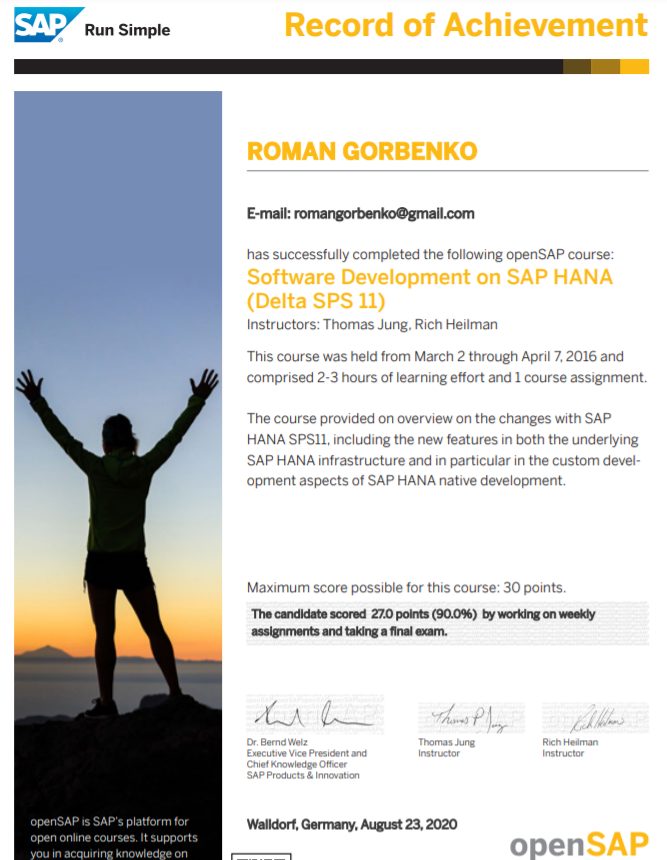 SAP
Run Simple
Record of Achievement
ROMAN GORBENKO
E-mail: romangorbenko@gmail.com
has successfully completed the following openSAP course:
Software Development on SAP HANA
(Delta SPS 11)
Instructors: Thomas Jung, Rich Heilman
This course was held from March 2 through April 7, 2016 and
comprised 2-3 hours of learning effort and 1 course assignment.
The course provided on overview on the changes with SAP
HANA SPS11, including the new features in both the underlying
SAP HANA infrastructure and in particular in the custom devel-
opment aspects of SAP HANA native development.
Maximum score possible for this course: 30 points.
The candidate scored 27.0 points (90.0%) by working on weekly
assignments and taking a final exam.
Dr. Bernd Welz
Executive Vice President and
Chief Knowledge Officer
SAP Products & Innovation
Thomas P Jung
Thomas Jung
Instructor
Rich Heilman
Rich Heilman
Instructor
Walldorf, Germany, August 23, 2020
openSAP
openSAP is SAP's platform for
open online courses. It supports
you in acquiring knowledge on